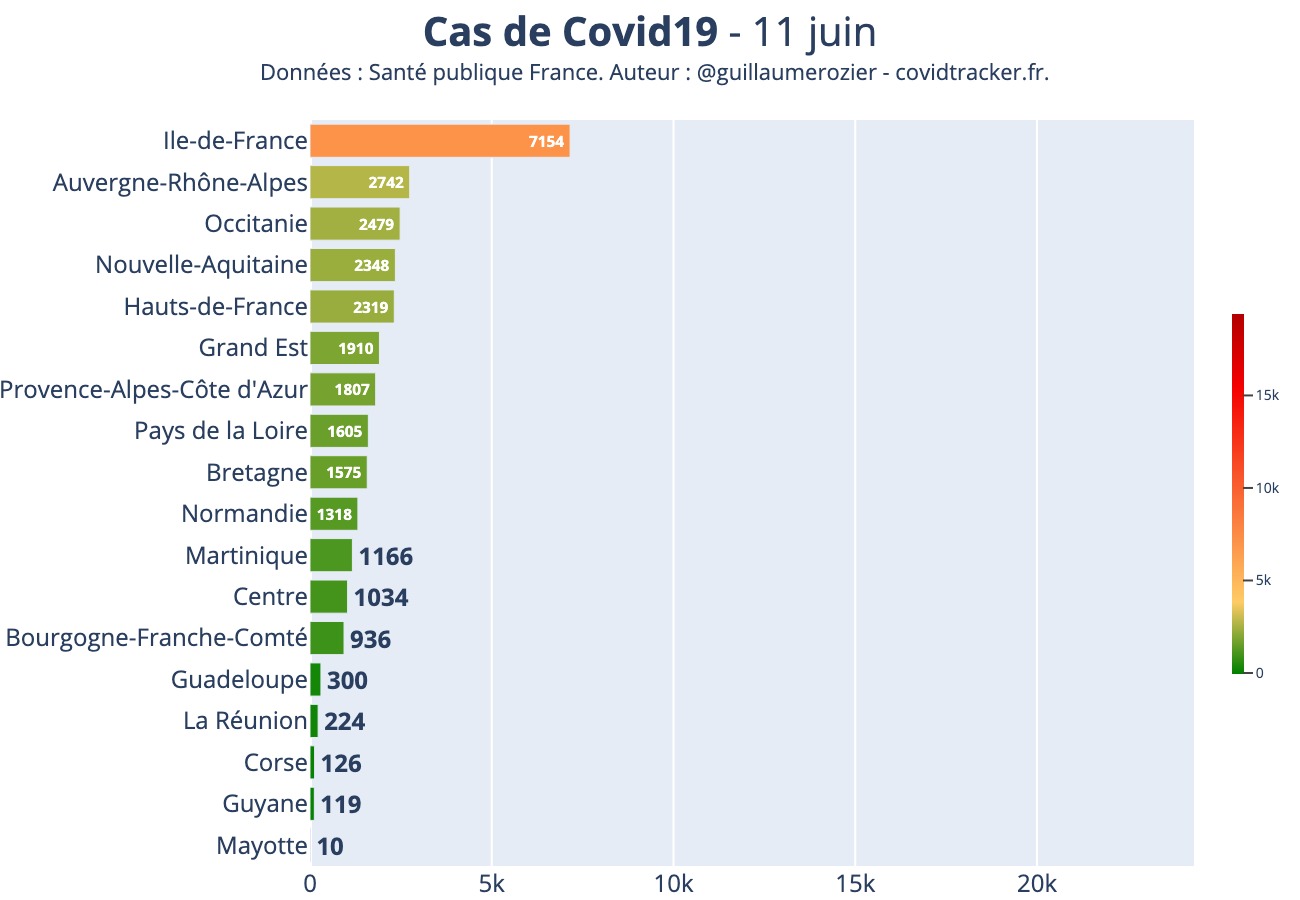 Cas de Covid19 - 11 juin
Données : Santé publique France. Auteur : @guillaumerozier - covidtracker.fr.
Ile-de-France 7154
Auvergne-Rhône-Alpes 2742
Occitanie 2479
Nouvelle-Aquitaine 2348
Hauts-de-France 2319
Grand Est 1910
Provence-Alpes-Côte d'Azur 1807
Pays de la Loire 1605
Bretagne 1575
Normandie 1318
Martinique 1166
Centre 1034
Bourgogne-Franche-Comté 936
Guadeloupe 300
La Réunion 224
Corse 126
Guyane 119
Mayotte 10
0 5k 10k 15k 20k
15k
10k
5k
0